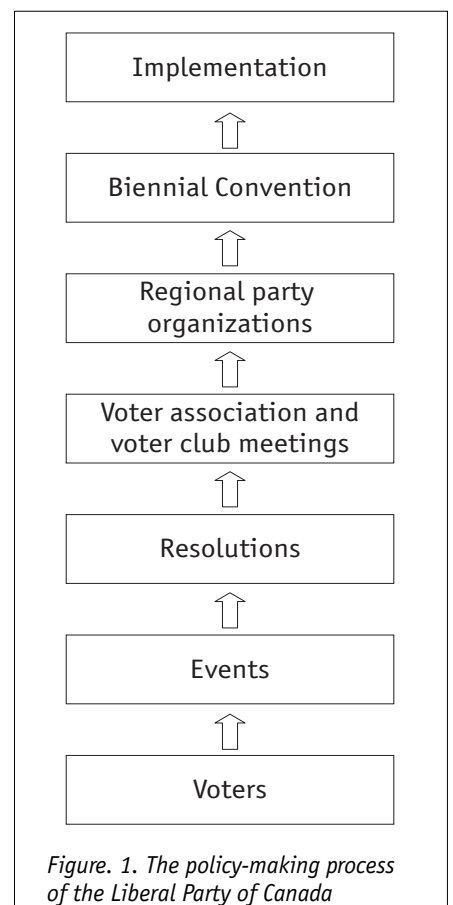 Implementation
Biennial Convention
Regional party
organizations
Voter association and
voter club meetings
Resolutions
Events
Voters
Figure. 1. The policy-making process
of the Liberal Party of Canada